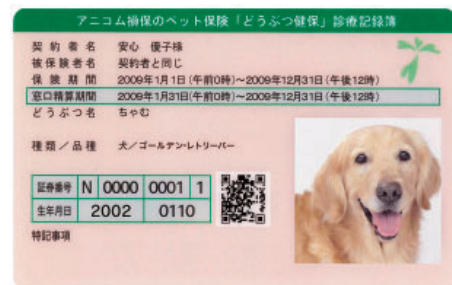 アニコム損保のペット保険「どうぶつ健保」診療記録簿
契約者名 安心 優子様
被保険者名 契約者と同じ
保険期間 2009年1月1日(午前0時)~2009年12月31日(午後12時)
窓口精算期間 2009年1月31日(午前0時)~2009年12月31日(午後12時)
どうぶつ名 ちゃむ
種類/品種 犬/ゴールデン・レトリーバー
証券番号 N 0000 0001 1
生年月日 2002 0110
特記事項